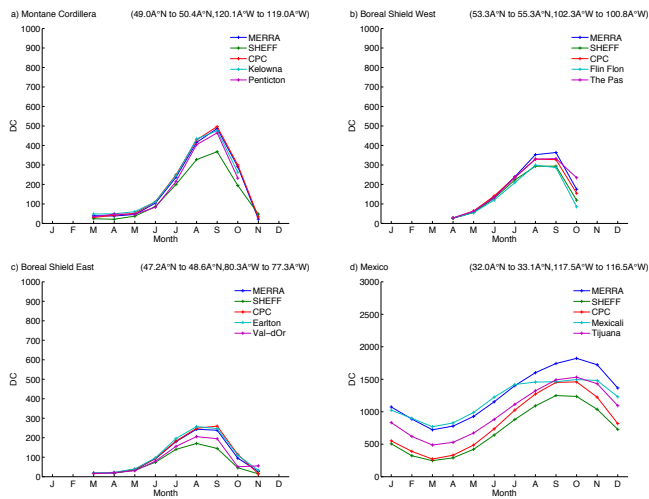 a) Montane Cordillera (49.0A°N to 50.4A°N,120.1A°W to 119.0A°W)
1000
900
800
700
600
500
400
300
200
100
0
DC
MERRA
SHEFF
CPC
Kelowna
Penticton
J F M A M J J A S O N D
Month
b) Boreal Shield West (53.3A°N to 55.3A°N,102.3A°W to 100.8A°W)
1000
900
800
700
600
500
400
300
200
100
0
DC
MERRA
SHEFF
CPC
Flin Flon
The Pas
J F M A M J J A S O N D
Month
c) Boreal Shield East (47.2A°N to 48.6A°N,80.3A°W to 77.3A°W)
1000
900
800
700
600
500
400
300
200
100
0
DC
MERRA
SHEFF
CPC
Earlton
Val-dOr
J F M A M J J A S O N D
Month
d) Mexico (32.0A°N to 33.1A°N,117.5A°W to 116.5A°W)
3000
2500
2000
1500
1000
500
0
DC
MERRA
SHEFF
CPC
Mexicali
Tijuana
J F M A M J J A S O N D
Month